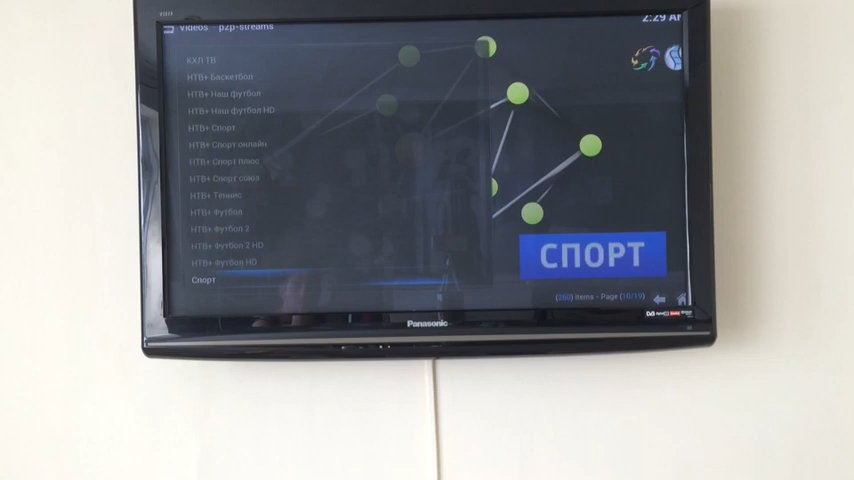 VIERA
2:29 AM
Videos p2p-streams
КХЛ ТВ
НТВ+ Баскетбол
НТВ+ Наш футбол
НТВ+ Наш футбол HD
НТВ+ Спорт
НТВ+ Спорт онлайн
НТВ+ Спорт плюс
НТВ+ Спорт союз
НТВ+ Теннис
НТВ+ Футбол
НТВ+ Футбол 2
НТВ+ Футбол 2 HD
НТВ+ Футбол HD
Спорт
СПОРТ
(260) Items - Page (10/19)
Panasonic